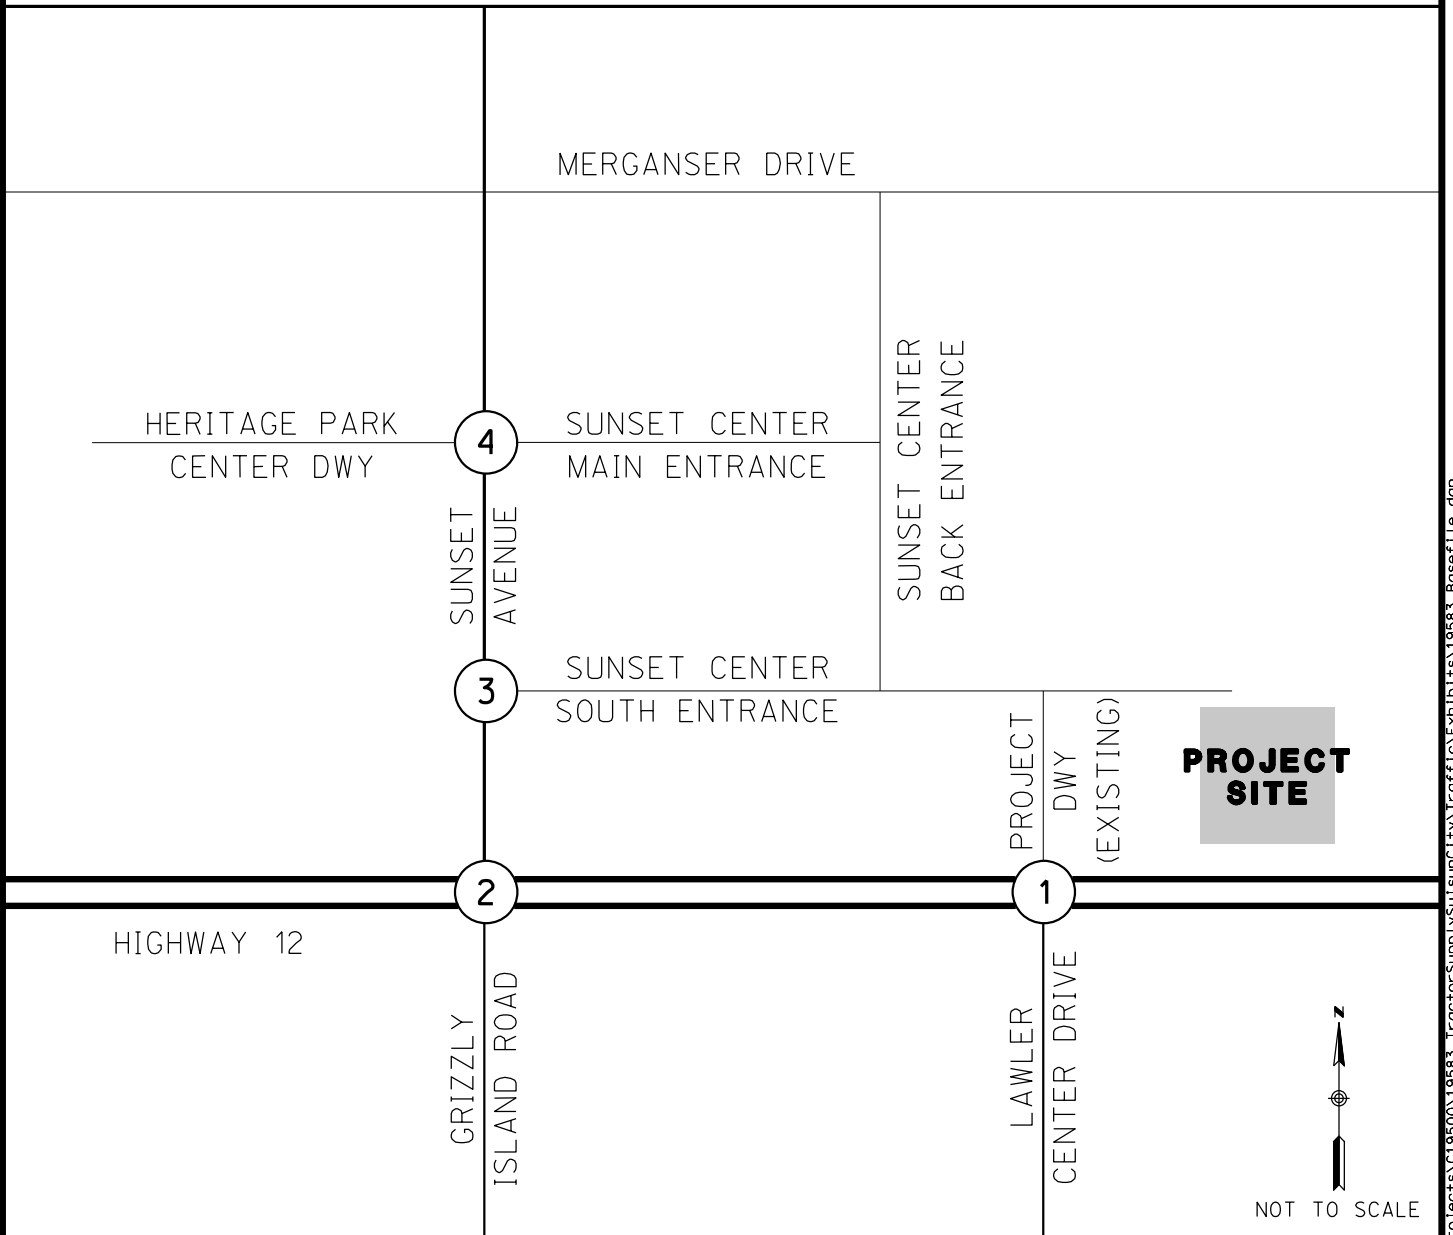 MERGANSER DRIVE
HERITAGE PARK
CENTER DWY
4
SUNSET CENTER
MAIN ENTRANCE
SUNSET CENTER
BACK ENTRANCE
SUNSET
AVENUE
3
SUNSET CENTER
SOUTH ENTRANCE
PROJECT
DWY
(EXISTING)
PROJECT
SITE
2
1
HIGHWAY 12
GRIZZLY
ISLAND ROAD
LAWLER
CENTER DRIVE
N
NOT TO SCALE